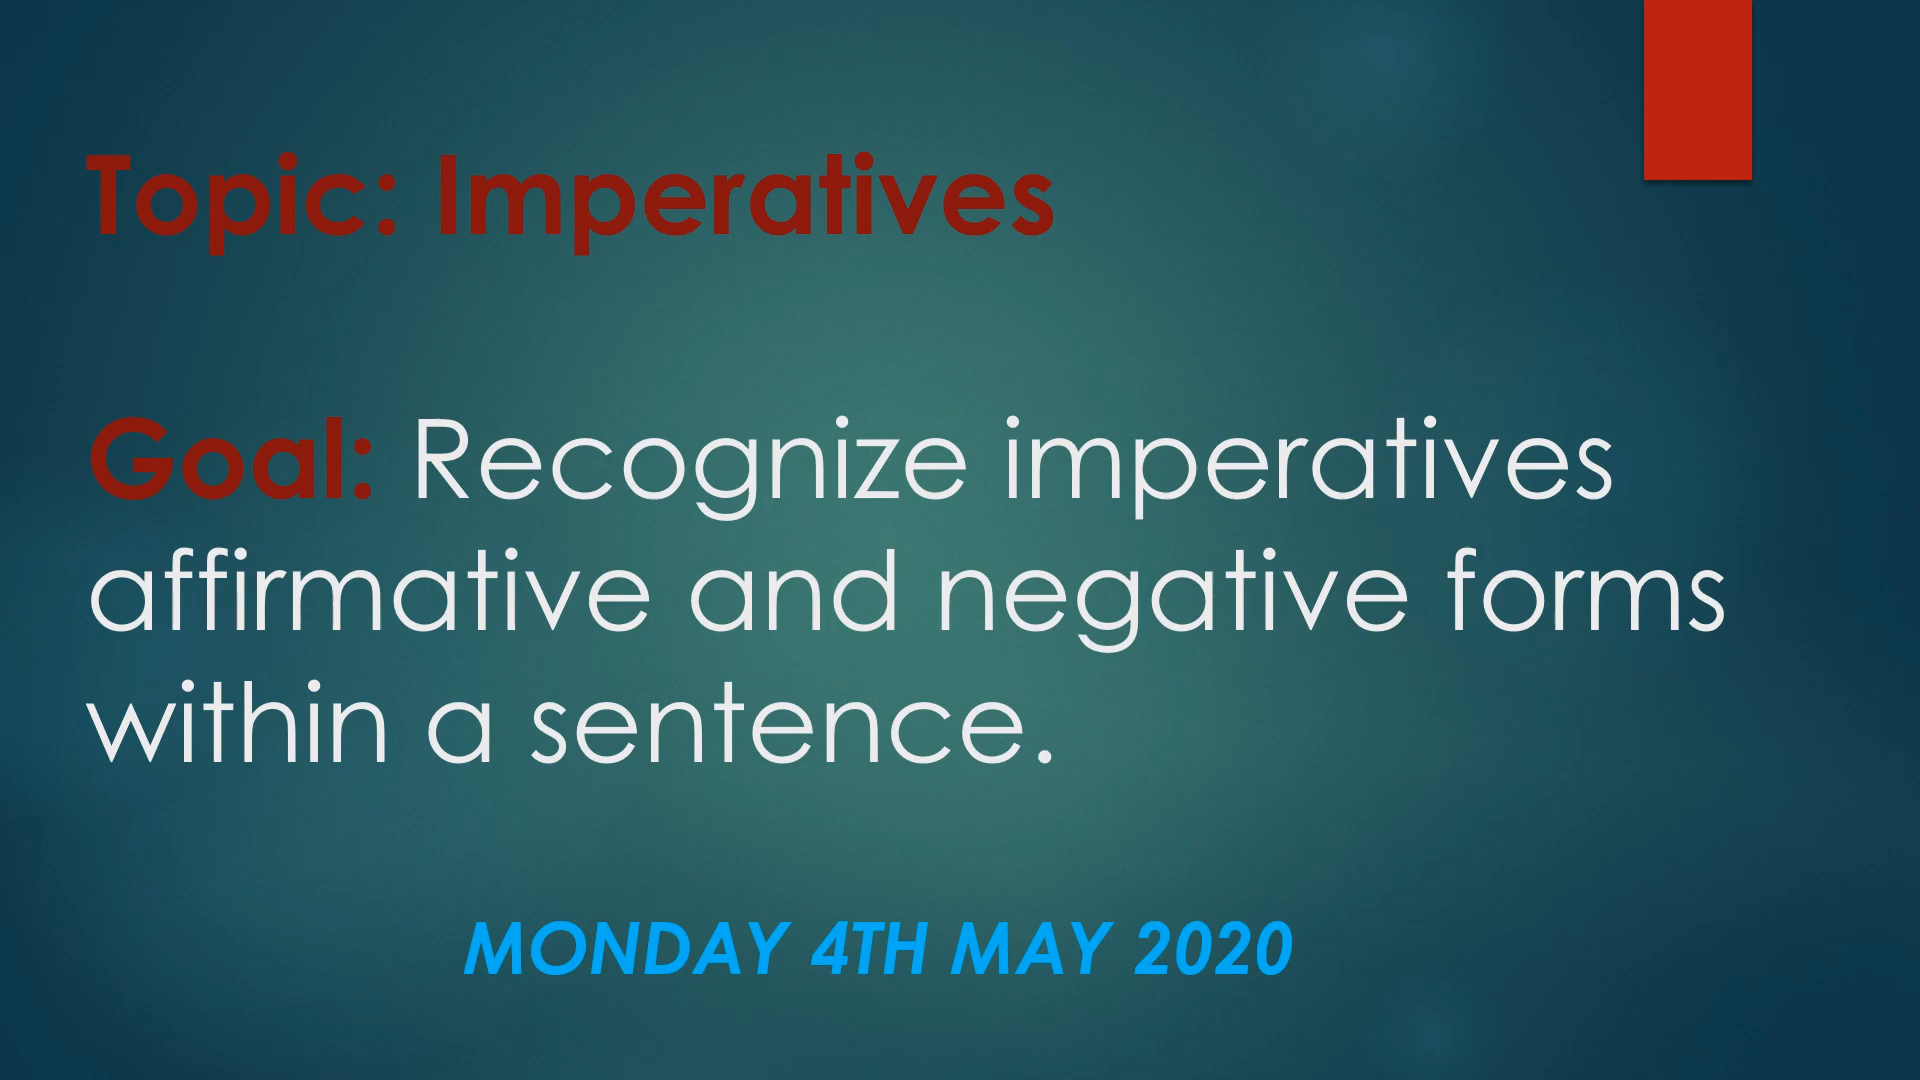 Topic: Imperatives
Goal: Recognize imperatives
affirmative and negative forms
within a sentence.
MONDAY 4TH MAY 2020